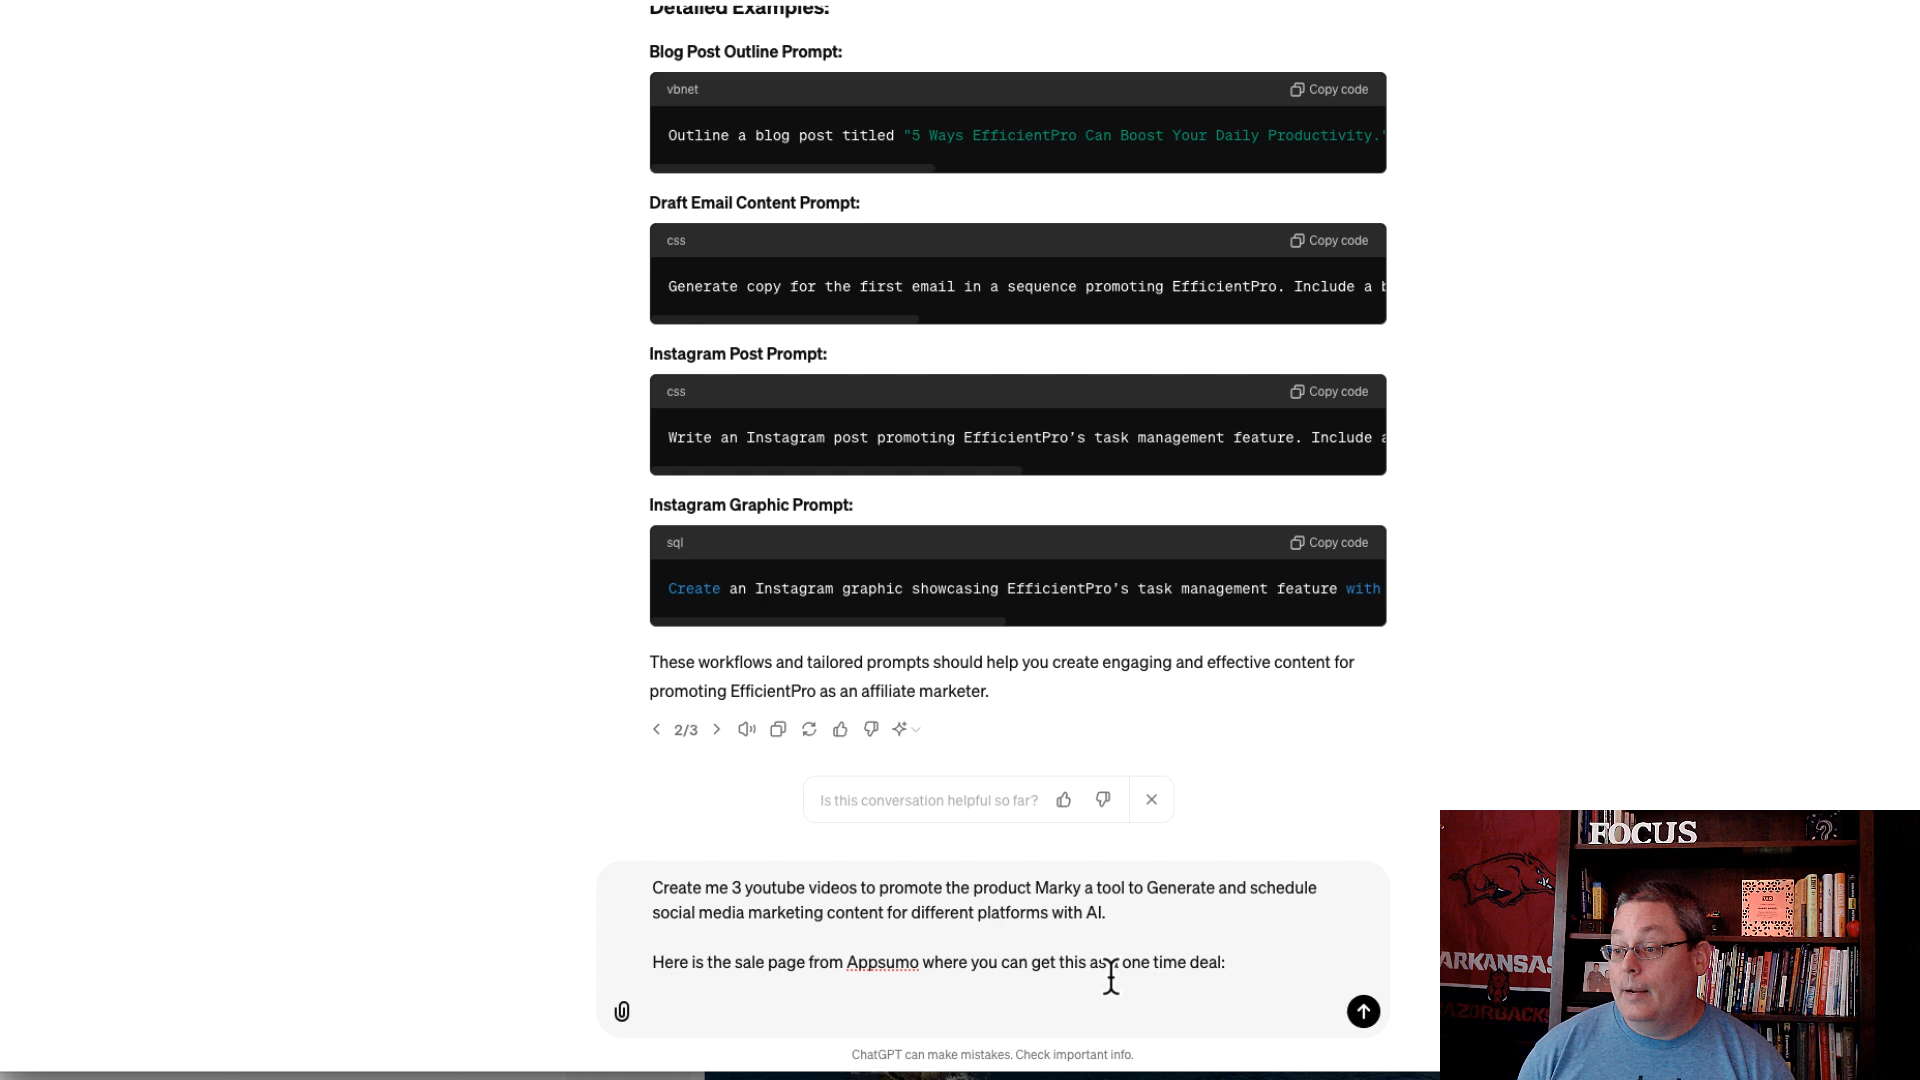 Detailed Examples:
Blog Post Outline Prompt:
vbnet
Copy code
Outline a blog post titled "5 Ways EfficientPro Can Boost Your Daily Productivity."
Draft Email Content Prompt:
css
Copy code
Generate copy for the first email in a sequence promoting EfficientPro. Include a
Instagram Post Prompt:
css
Copy code
Write an Instagram post promoting EfficientPro’s task management feature. Include a
Instagram Graphic Prompt:
sql
Copy code
Create an Instagram graphic showcasing EfficientPro’s task management feature with
These workflows and tailored prompts should help you create engaging and effective content for
promoting EfficientPro as an affiliate marketer.
2/3
Is this conversation helpful so far?
Create me 3 youtube videos to promote the product Marky a tool to Generate and schedule
social media marketing content for different platforms with AI.
Here is the sale page from Appsumo where you can get this as one time deal:
ChatGPT can make mistakes. Check important info.
FOCUS
?
ARKANSAS
RAZORBACKS